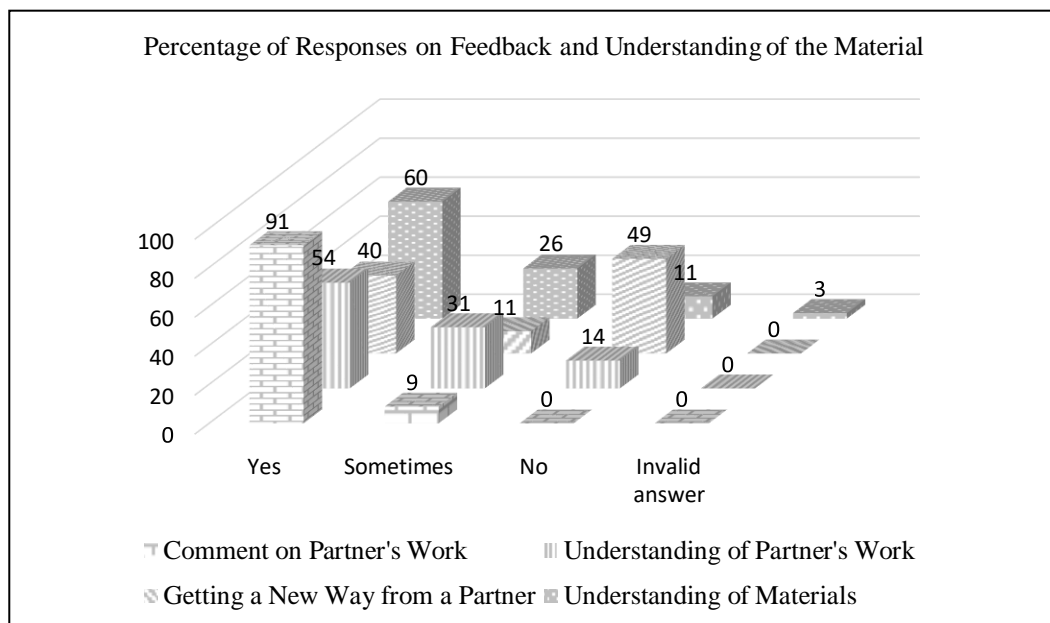 Percentage of Responses on Feedback and Understanding of the Material
60
91
54 40 26 49
100
31 11 11 3
80
60
14 0
40
9 0
20
0 0
0
Yes Sometimes No Invalid
answer
Comment on Partner's Work Understanding of Partner's Work
Getting a New Way from a Partner Understanding of Materials